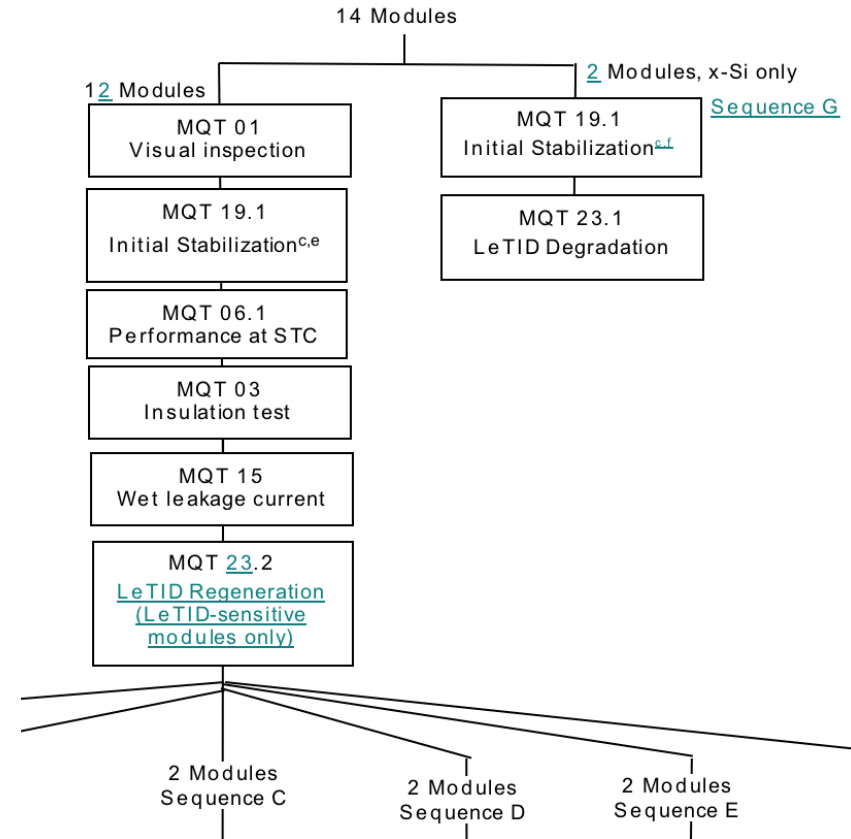 14 Modules
2 Modules, x-Si only
12 Modules
Sequence G
MQT 01
Visual inspection
MQT 19.1
Initial Stabilization^c,f
MQT 19.1
Initial Stabilization^c,e
MQT 23.1
LeTID Degradation
MQT 06.1
Performance at STC
MQT 03
Insulation test
MQT 15
Wet leakage current
MQT 23.2
LeTID Regeneration
(LeTID-sensitive
modules only)
2 Modules
Sequence C
2 Modules
Sequence D
2 Modules
Sequence E